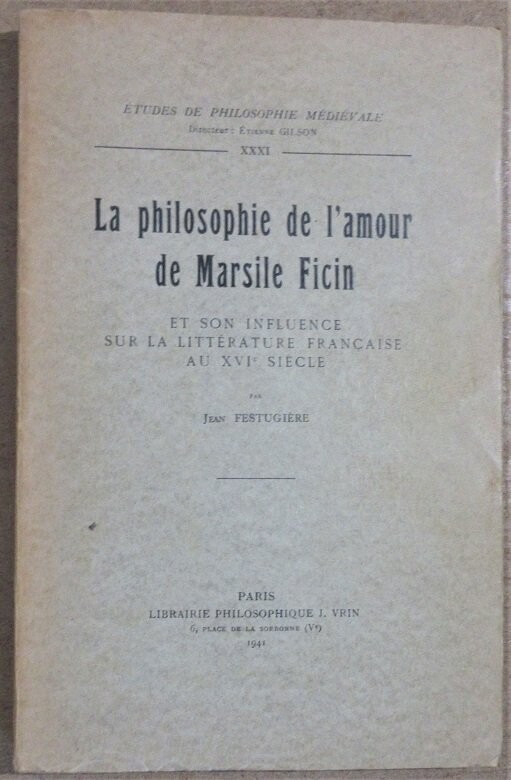 ÉTUDES DE PHILOSOPHIE MÉDIÉVALE
Directeur : Étienne GILSON
XXXI
La philosophie de l'amour
de Marsile Ficin
ET SON INFLUENCE
SUR LA LITTÉRATURE FRANÇAISE
AU XVIe SIÈCLE
PAR
Jean FESTUGIÈRE
PARIS
LIBRAIRIE PHILOSOPHIQUE J. VRIN
6, PLACE DE LA SORBONNE (Ve)
1941